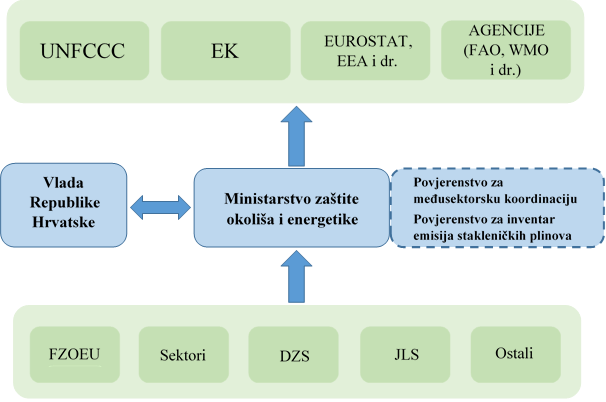 UNFCCC
EK
EUROSTAT,
EEA i dr.
AGENCIJE
(FAO, WMO
i dr.)
Vlada
Republike
Hrvatske
Ministarstvo zaštite
okoliša i energetike
Povjerenstvo za
međusektorsku koordinaciju
Povjerenstvo za inventar
emisija stakleničkih plinova
FZOEU
Sektori
DZS
JLS
Ostali